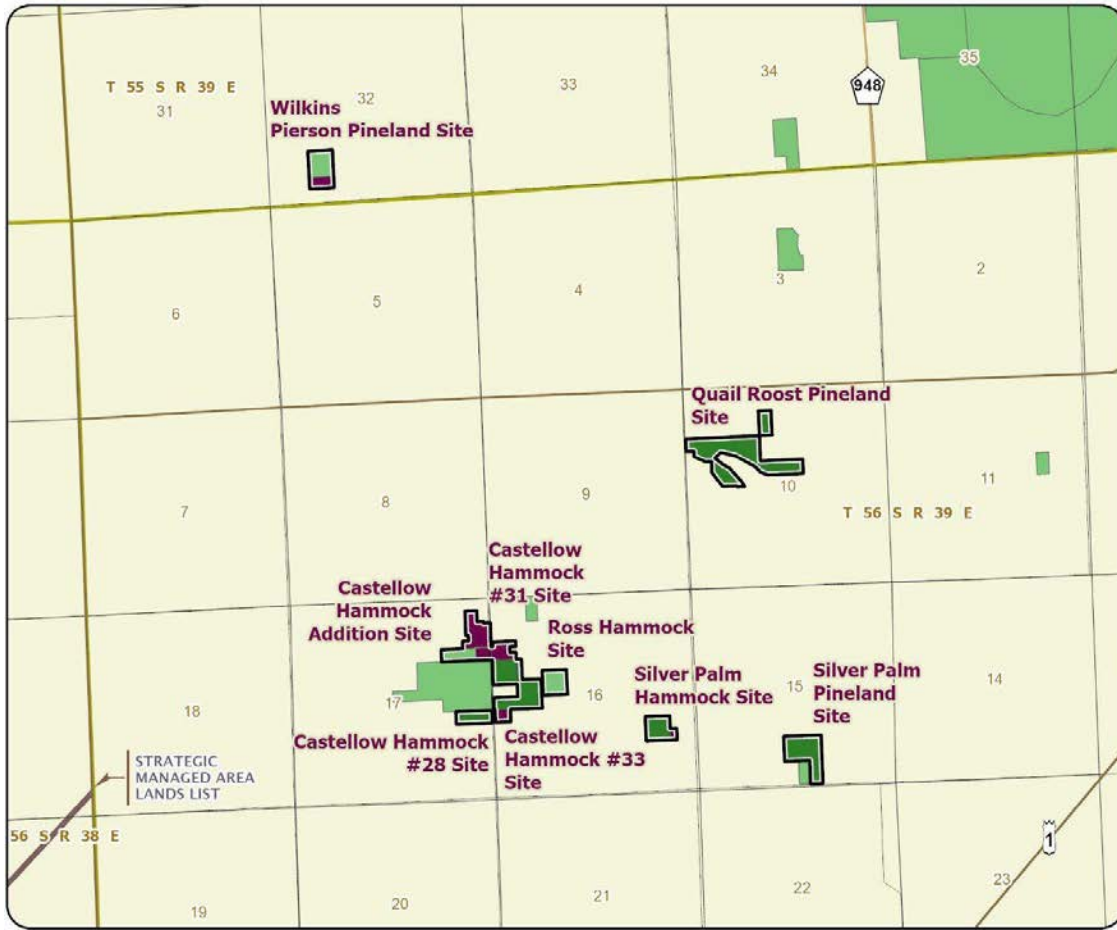 35
34
33
T 55 S R 39 E
948
32
31
Wilkins
Pierson Pineland Site
2
3
4
5
6
Quail Roost Pineland
Site
11
10
9
8
7
T 56 S R 39 E
Castellow
Hammock
#31 Site
Castellow
Hammock
Addition Site
Ross Hammock
Site
Silver Palm
Hammock Site
Silver Palm
Pineland
Site
14
15
16
17
18
Castellow Hammock
#28 Site
Castellow
Hammock #33
Site
STRATEGIC
MANAGED AREA
LANDS LIST
56 S R 38 E
1
23
22
21
20
19